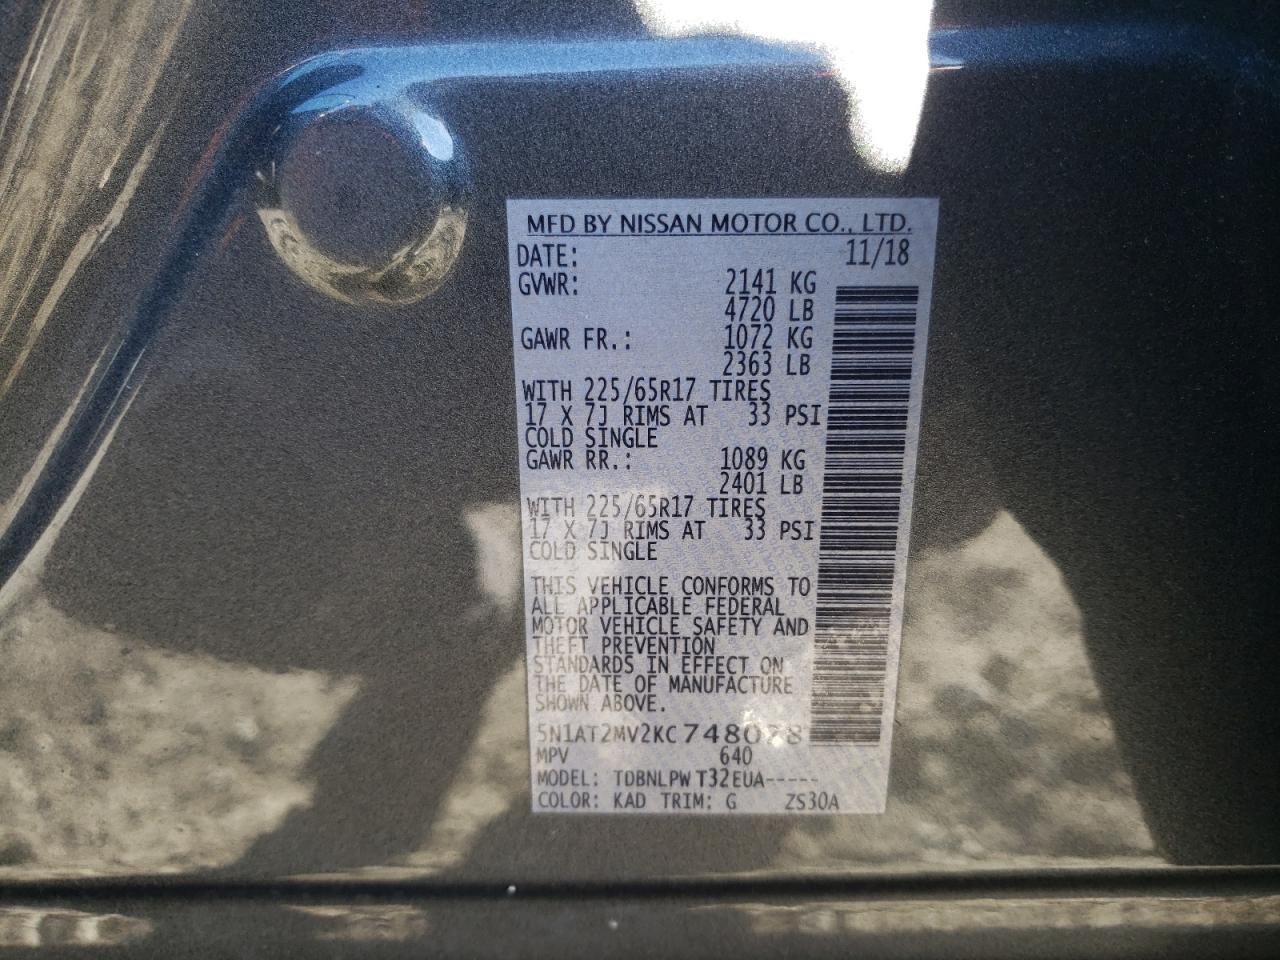 MFD BY NISSAN MOTOR CO., LTD.
DATE: 11/18
GVWR: 2141 KG
4720 LB
GAWR FR.: 1072 KG
2363 LB
WITH 225/65R17 TIRES
17 X 7J RIMS AT 33 PSI
COLD SINGLE
GAWR RR.: 1089 KG
2401 LB
WITH 225/65R17 TIRES
17 X 7J RIMS AT 33 PSI
COLD SINGLE
THIS VEHICLE CONFORMS TO
ALL APPLICABLE FEDERAL
MOTOR VEHICLE SAFETY AND
THEFT PREVENTION
STANDARDS IN EFFECT ON
THE DATE OF MANUFACTURE
SHOWN ABOVE.
5N1AT2MV2KC748078
MPV 640
MODEL: TDBNLPW T32EUA-----
COLOR: KAD TRIM: G ZS30A